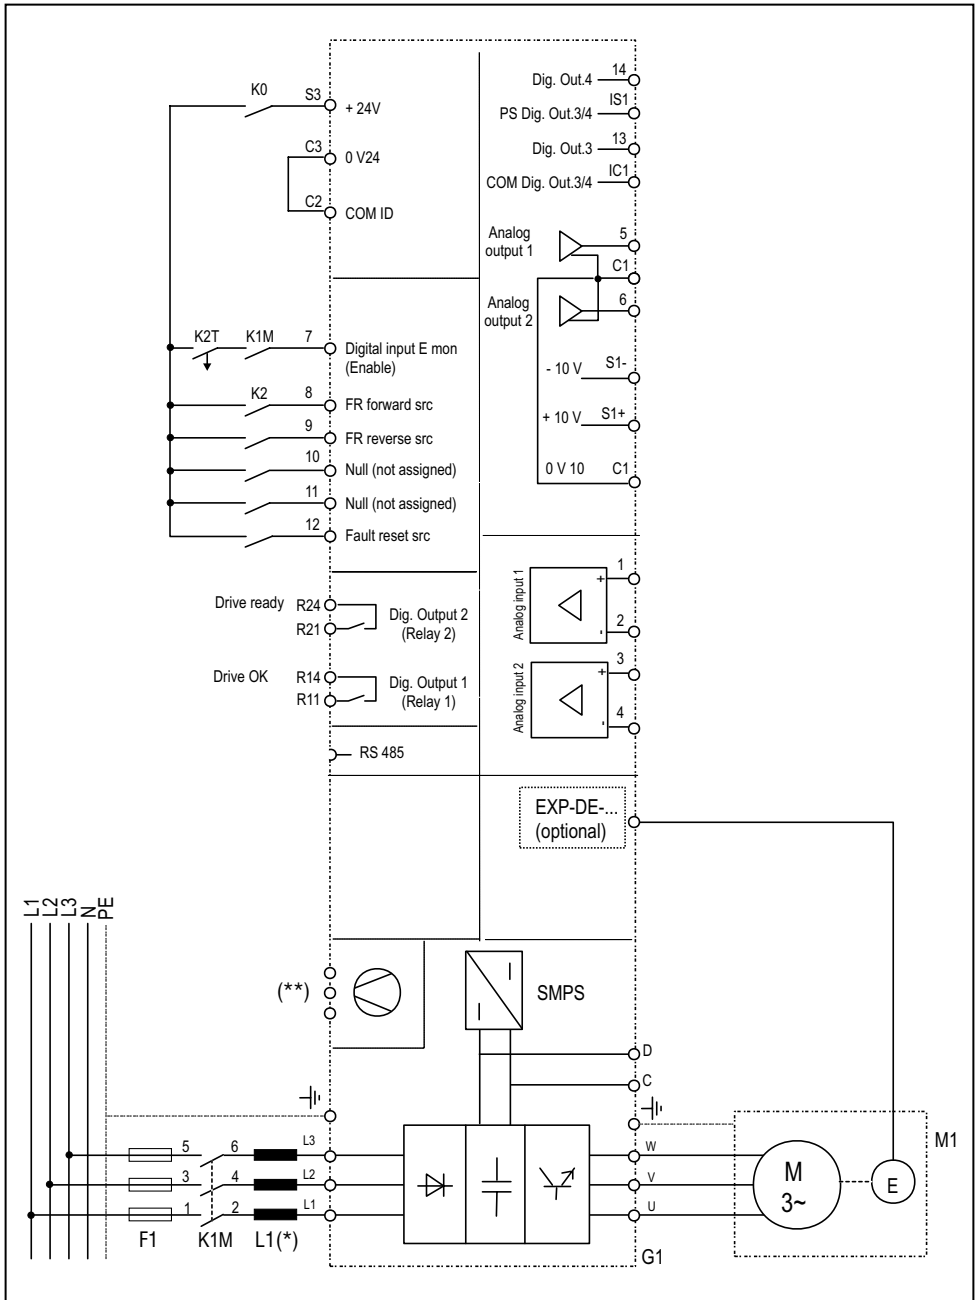 K0
S3
+ 24V
C3
0 V24
C2
COM ID
K2T
K1M
7
Digital input E mon
(Enable)
K2
8
FR forward src
9
FR reverse src
10
Null (not assigned)
11
Null (not assigned)
12
Fault reset src
Drive ready
R24
R21
Dig. Output 2
(Relay 2)
Drive OK
R14
R11
Dig. Output 1
(Relay 1)
RS 485
Dig. Out.4
14
PS Dig. Out.3/4
IS1
Dig. Out.3
13
COM Dig. Out.3/4
IC1
Analog
output 1
5
C1
Analog
output 2
6
- 10 V
S1-
+ 10 V
S1+
0 V 10
C1
Analog input 1
+
-
1
2
Analog input 2
+
-
3
4
EXP-DE-...
(optional)
L1
L2
L3
N
PE
(**)
SMPS
D
C
5
6
L3
3
4
L2
1
2
L1
F1
K1M
L1(*)
W
V
U
G1
M
3~
E
M1